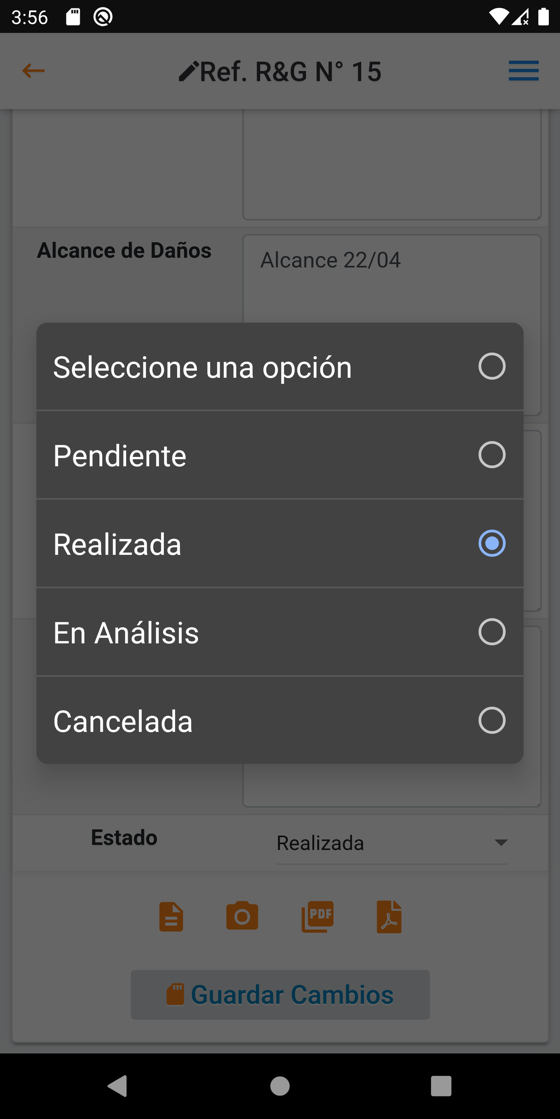 3:56
Ref. R&G N° 15
Alcance de Daños
Alcance 22/04
Seleccione una opción
Pendiente
Realizada
En Análisis
Cancelada
Estado
Realizada
PDF
Guardar Cambios